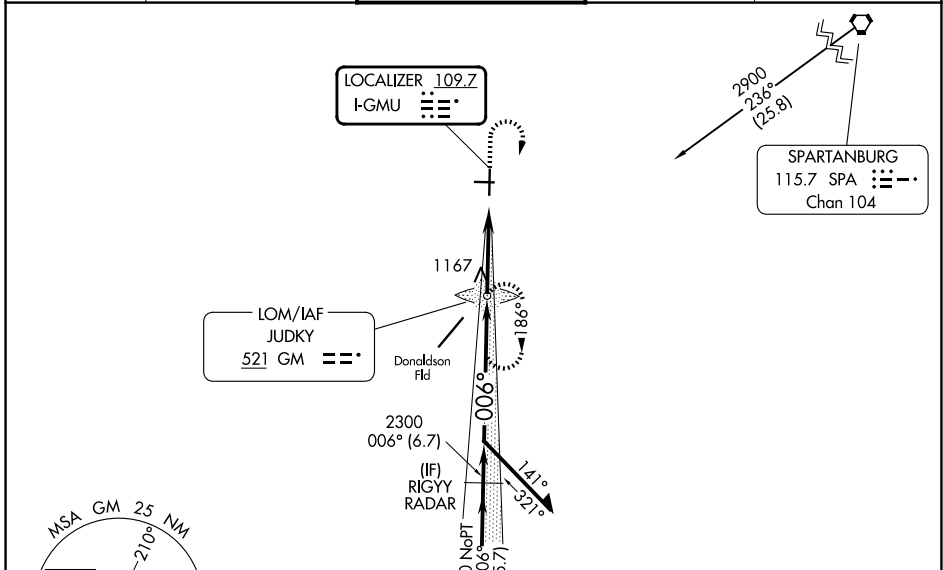 LOCALIZER 109.7
I-GMU
2900
236°
(25.8)
SPARTANBURG
115.7 SPA
Chan 104
1167
LOM/IAF
JUDKY
521 GM
Donaldson
Fld
186°
006°
2300
006° (6.7)
(IF)
RIGYY
RADAR
141°
321°
NoPT
MSA GM 25 NM
210°